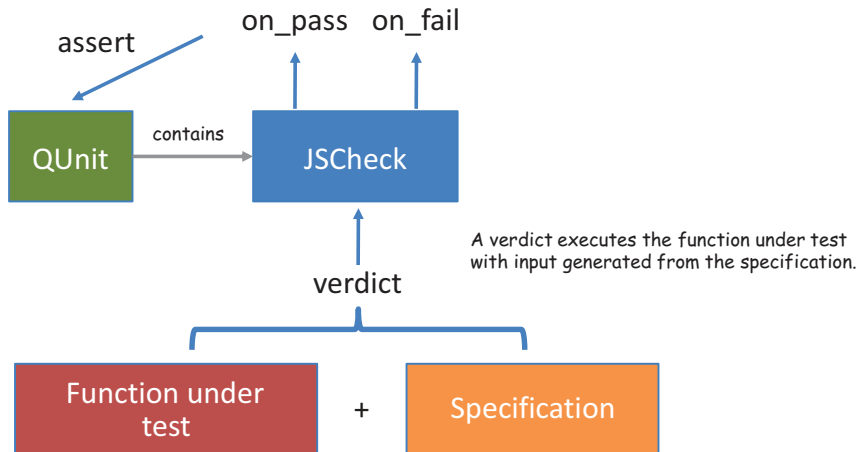 on_pass on_fail
assert
contains
QUnit
JSCheck
A verdict executes the function under test
with input generated from the specification.
verdict
Function under
test
+
Specification